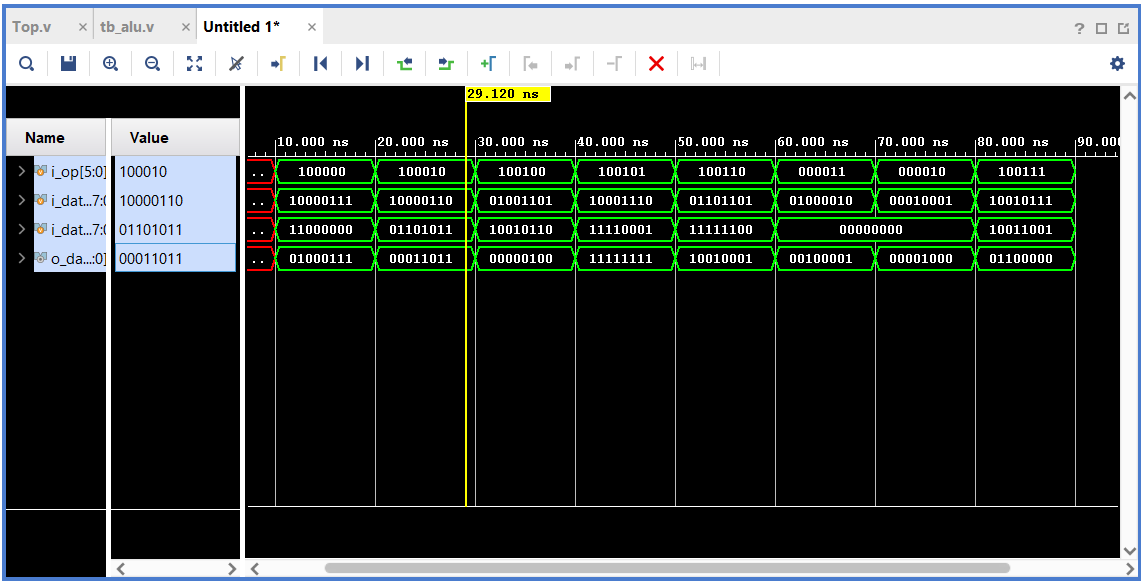 Top.v × tb_alu.v × Untitled 1* ×
?
29.120 ns
Name Value
10.000 ns 20.000 ns 30.000 ns 40.000 ns 50.000 ns 60.000 ns 70.000 ns 80.000 ns 90.00
i_op[5:0] 100010 .. 100000 100010 100100 100101 100110 000011 000010 100111
i_dat...7:0 10000110 .. 10000111 10000110 01001101 10001110 01101101 01000010 00010001 10010111
i_dat...7:0 01101011 .. 11000000 01101011 10010110 11110001 11111100 00000000 10011001
o_da...:0] 00011011 .. 01000111 00011011 00000100 11111111 10010001 00100001 00001000 01100000